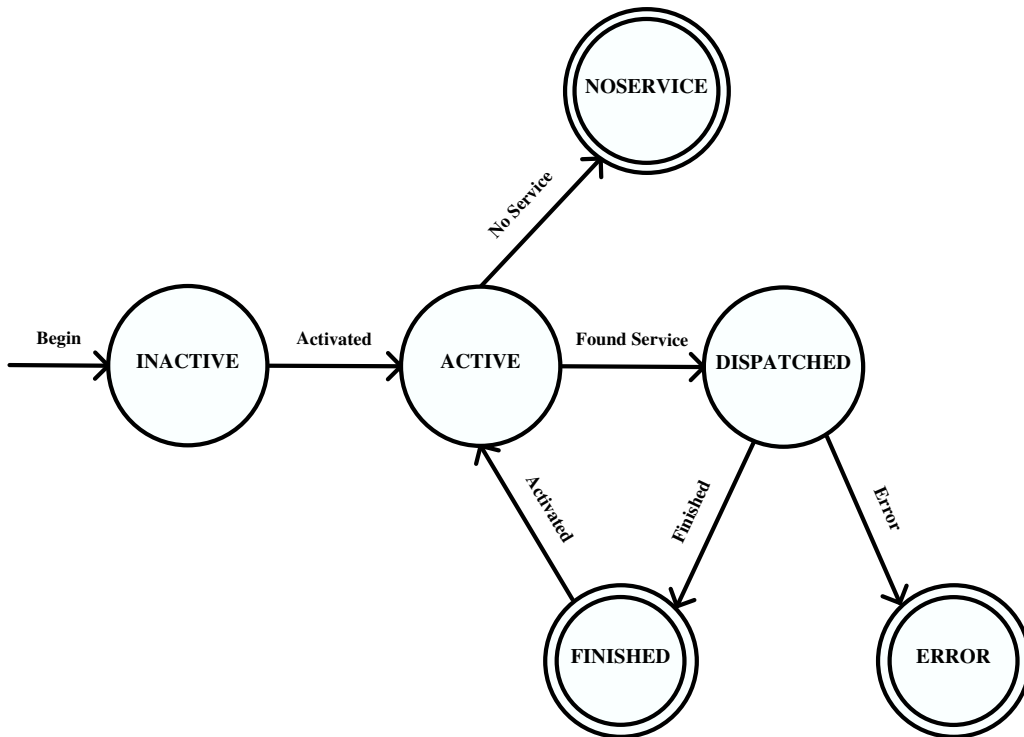 NOSERVICE
No Service
Begin
Activated
Found Service
INACTIVE
ACTIVE
DISPATCHED
Activated
Finished
Error
FINISHED
ERROR